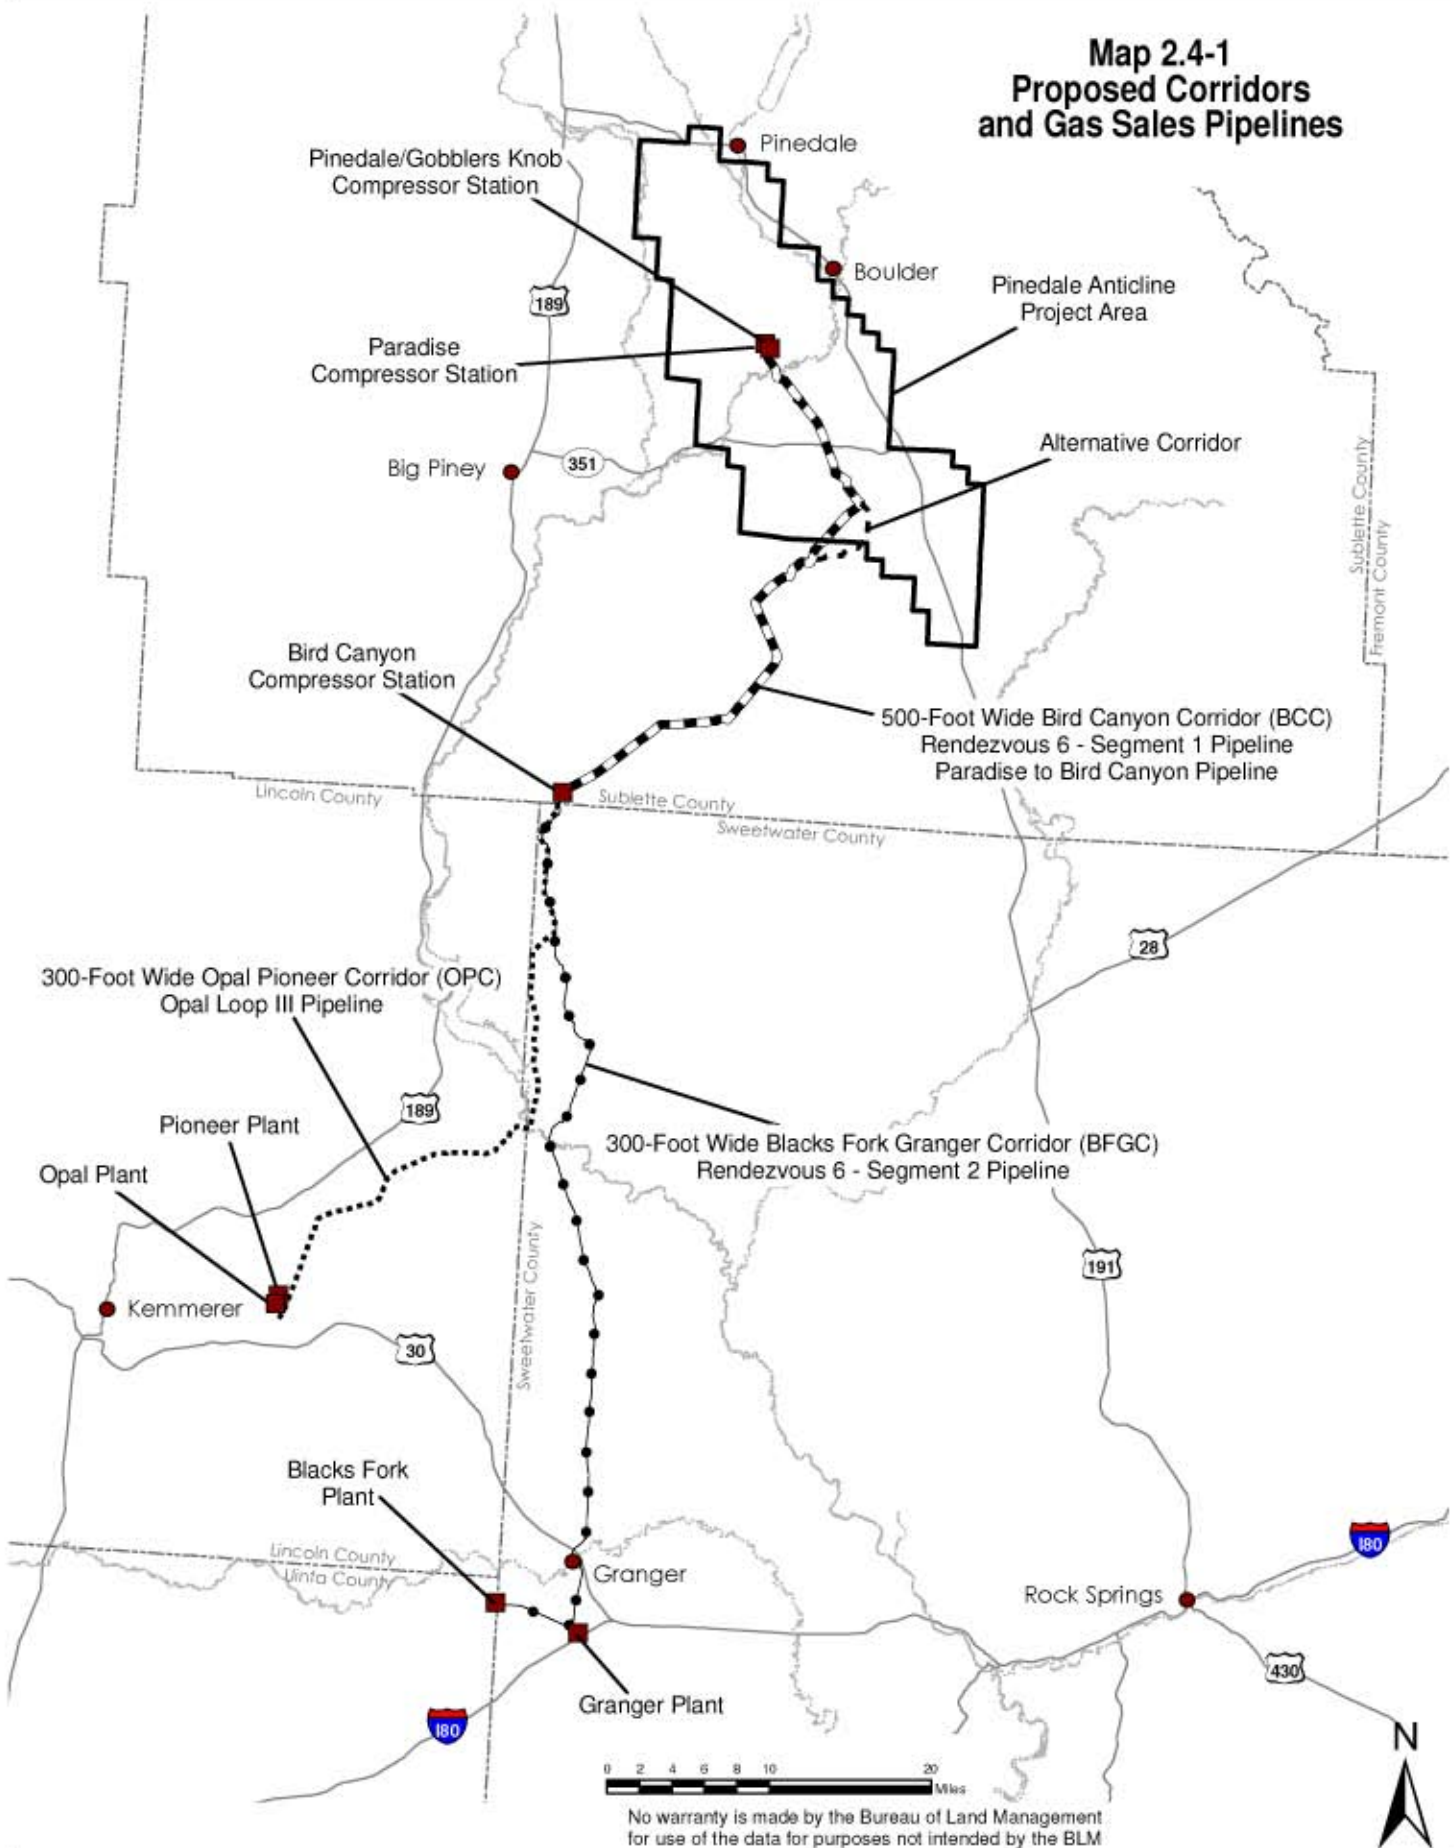 Map 2.4-1
Proposed Corridors
and Gas Sales Pipelines
Pinedale
Pinedale/Gobblers Knob
Compressor Station
Boulder
Pinedale Anticline
Project Area
189
Paradise
Compressor Station
Alternative Corridor
Big Piney
351
Sublette County
Fremont County
Bird Canyon
Compressor Station
500-Foot Wide Bird Canyon Corridor (BCC)
Rendezvous 6 - Segment 1 Pipeline
Paradise to Bird Canyon Pipeline
Lincoln County
Sublette County
Sweetwater County
28
300-Foot Wide Opal Pioneer Corridor (OPC)
Opal Loop III Pipeline
189
Pioneer Plant
300-Foot Wide Blacks Fork Granger Corridor (BFGC)
Rendezvous 6 - Segment 2 Pipeline
Opal Plant
Sweetwater County
191
Kemmerer
30
Blacks Fork
Plant
Lincoln County
Uinta County
Granger
I80
Rock Springs
430
Granger Plant
I80
N
0 2 4 6 8 10 20
Miles
No warranty is made by the Bureau of Land Management
for use of the data for purposes not intended by the BLM